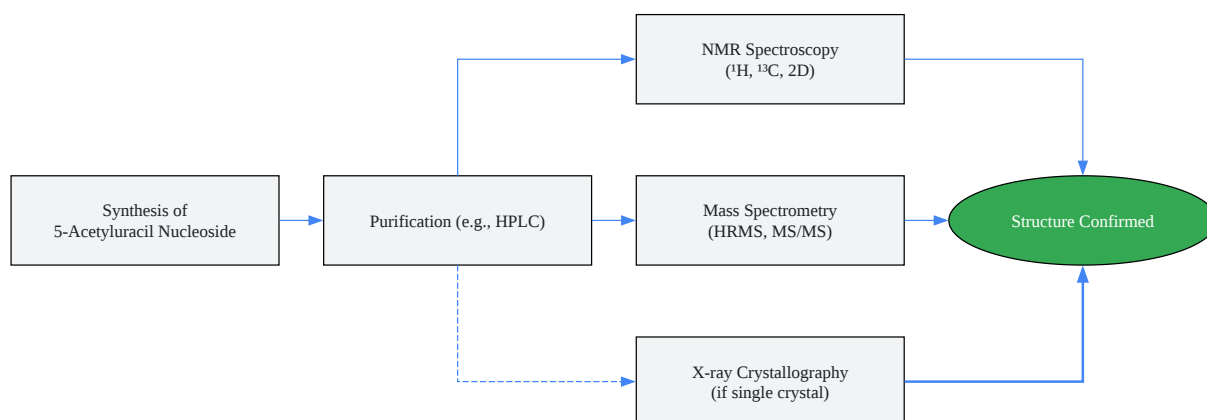 NMR Spectroscopy
(¹H, ¹³C, 2D)
Synthesis of
5-Acetyluracil Nucleoside
Purification (e.g., HPLC)
Mass Spectrometry
(HRMS, MS/MS)
Structure Confirmed
X-ray Crystallography
(if single crystal)